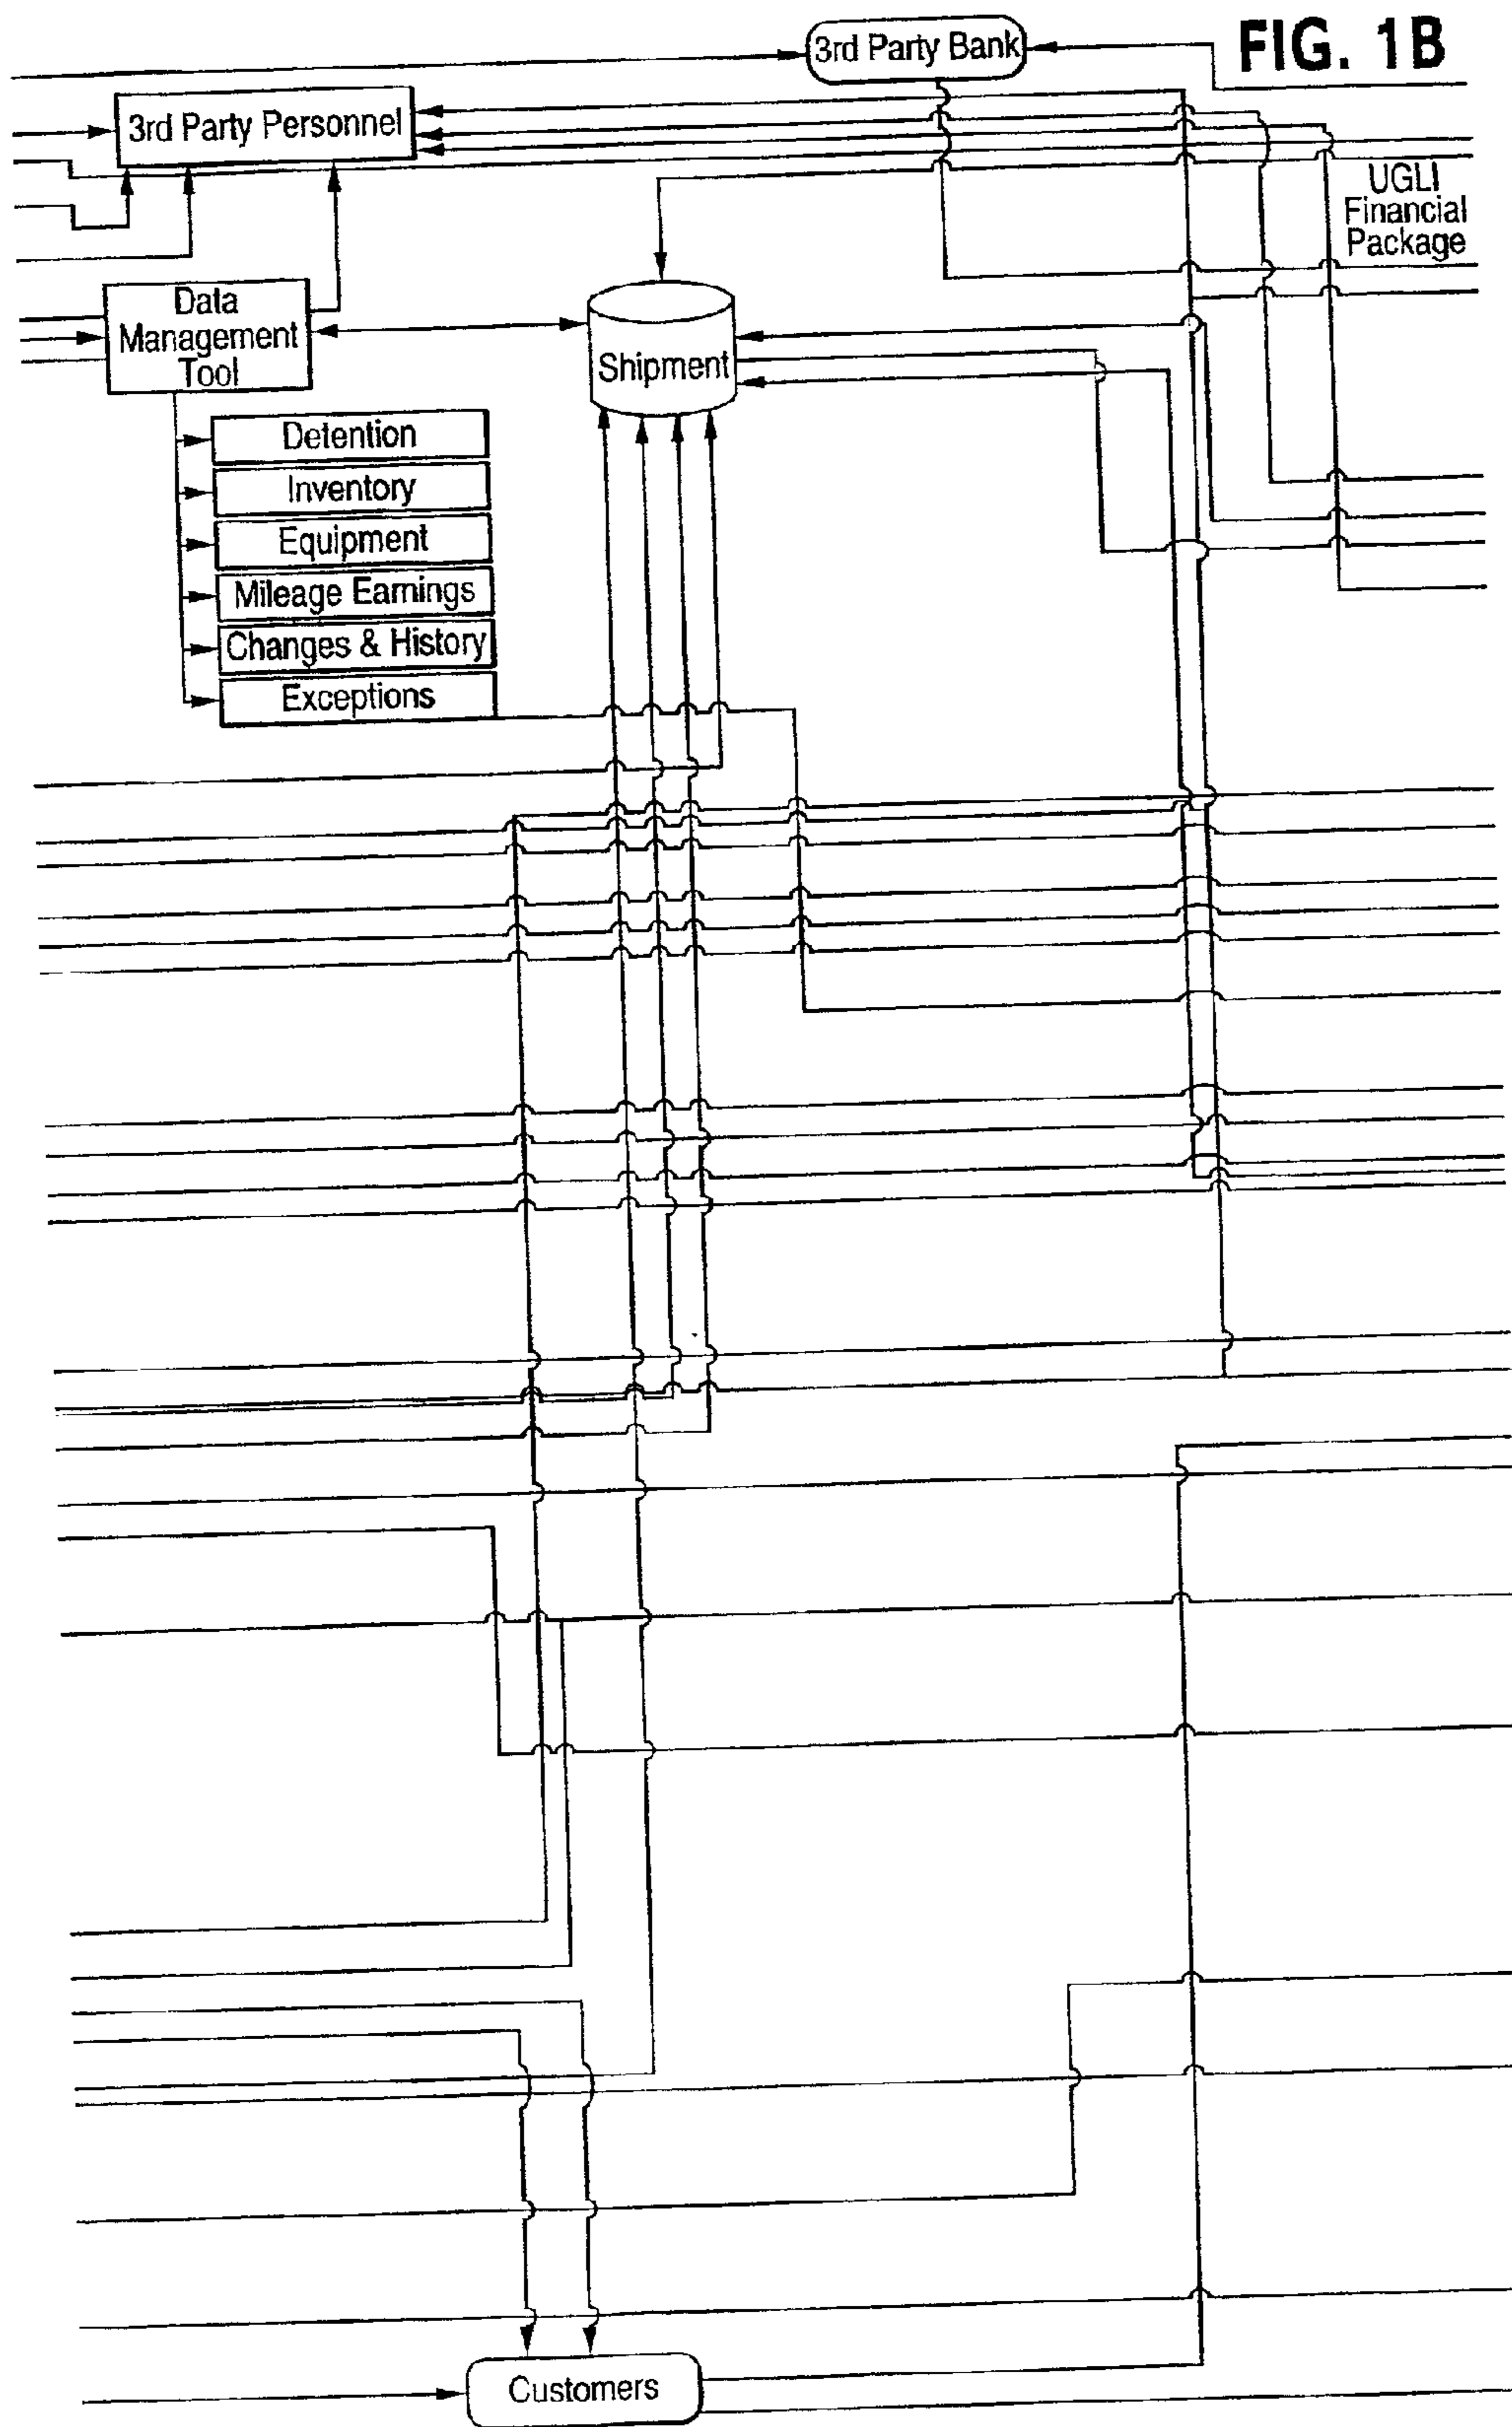 FIG. 1B
3rd Party Bank
3rd Party Personnel
UGLI
Financial
Package
Data
Management
Tool
Shipment
Detention
Inventory
Equipment
Mileage Earnings
Changes & History
Exceptions
Customers